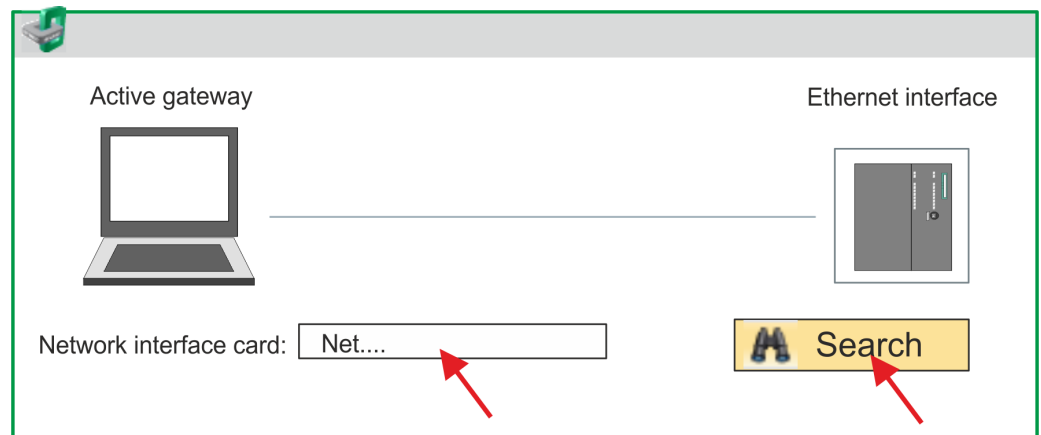 Active gateway
Ethernet interface
Network interface card:
Net....
Search